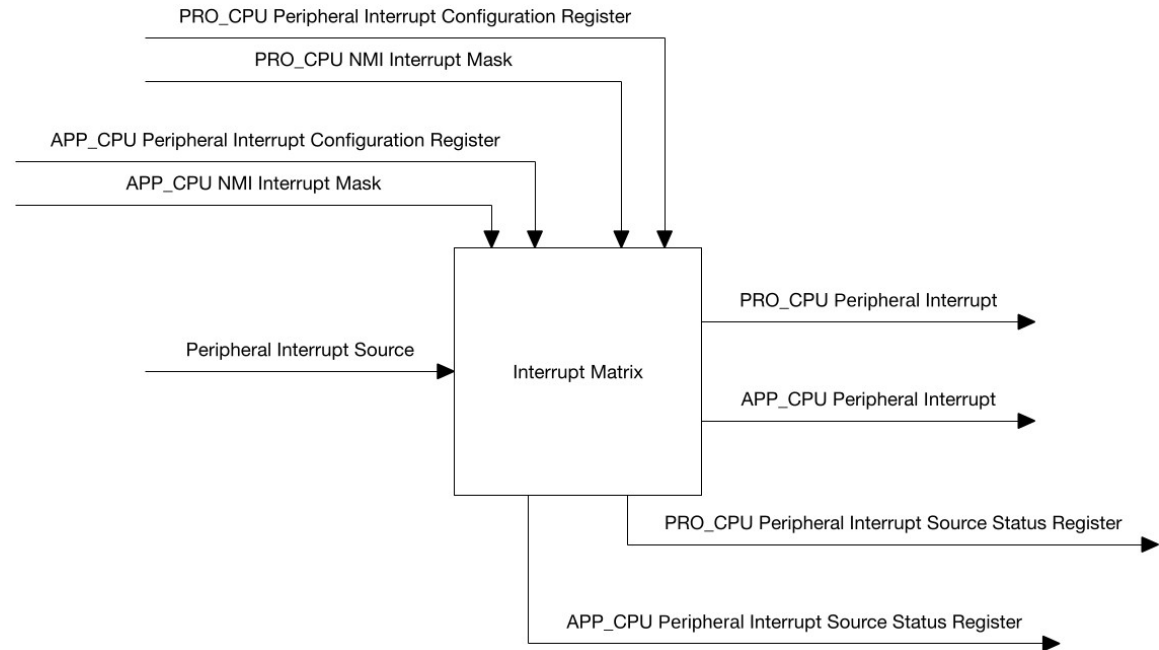 PRO_CPU Peripheral Interrupt Configuration Register
PRO_CPU NMI Interrupt Mask
APP_CPU Peripheral Interrupt Configuration Register
APP_CPU NMI Interrupt Mask
PRO_CPU Peripheral Interrupt
Peripheral Interrupt Source
Interrupt Matrix
APP_CPU Peripheral Interrupt
PRO_CPU Peripheral Interrupt Source Status Register
APP_CPU Peripheral Interrupt Source Status Register